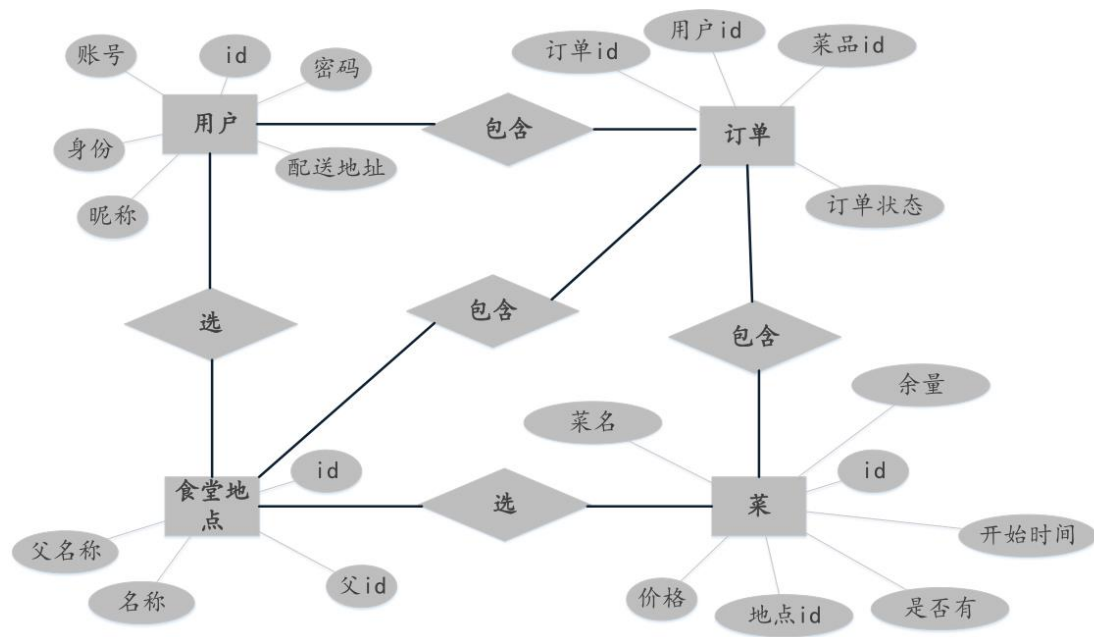 用户id
订单id
菜品id
账号
id
密码
用户
包含
订单
身份
配送地址
昵称
订单状态
选
包含
包含
余量
菜名
id
id
食堂地
点
选
菜
开始时间
父名称
名称
父id
价格
地点id
是否有